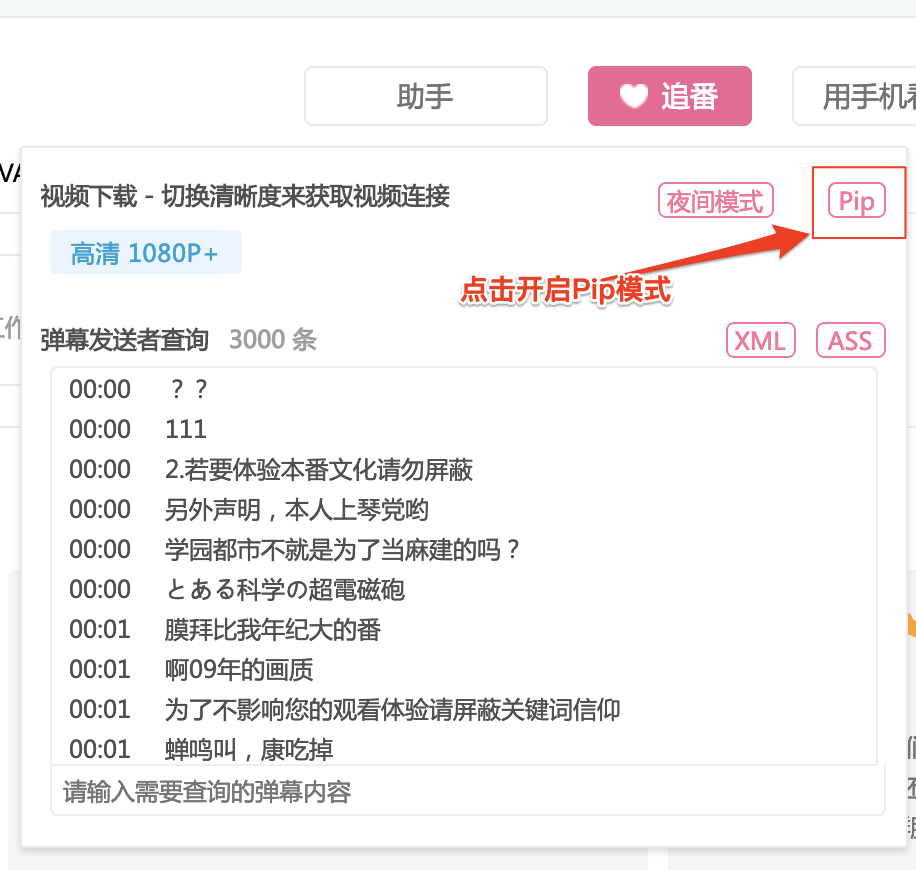 助手
追番
用手机看
VA
视频下载 - 切换清晰度来获取视频连接
夜间模式
Pip
高清 1080P+
点击开启Pip模式
工作
弹幕发送者查询 3000 条
XML
ASS
00:00 ？？
00:00 111
00:00 2.若要体验本番文化请勿屏蔽
00:00 另外声明，本人上琴党哟
00:00 学园都市不就是为了当麻建的吗？
00:00 とある科学の超電磁砲
00:01 膜拜比我年纪大的番
00:01 啊09年的画质
00:01 为了不影响您的观看体验请屏蔽关键词信仰
00:01 蝉鸣叫，康吃掉
请输入需要查询的弹幕内容